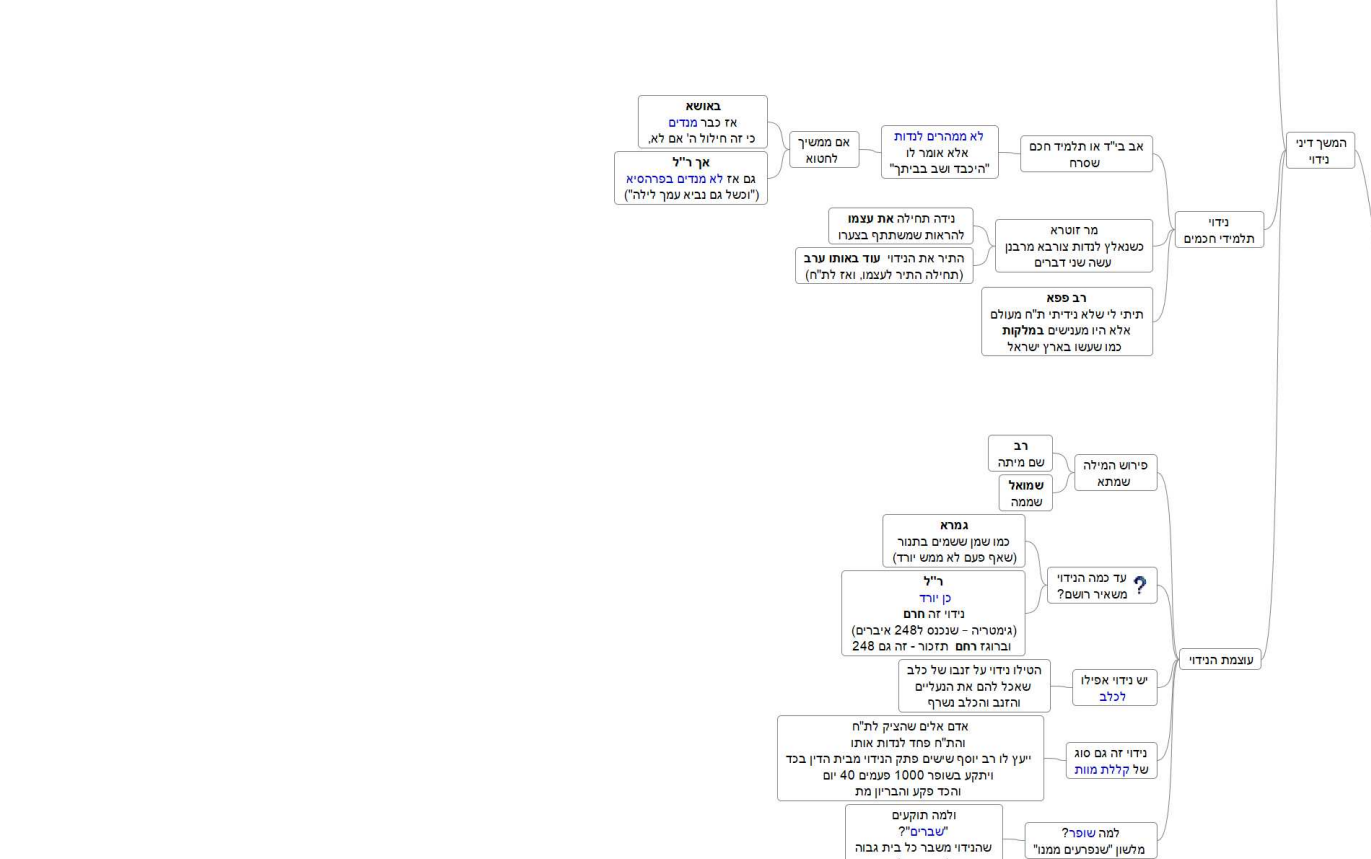 המשך דיני
נידוי
נידוי
תלמידי חכמים
אב בי"ד או תלמיד חכם
שסרח
לא ממהרים לנדות
אלא אומר לו
"היכבד ושב בביתך"
אם ממשיך
לחטוא
באושא
אז כבר מנדים
כי זה חילול ה' אם לא,
אך ר"ל
גם אז לא מנדים בפרהסיא
("וכשל גם נביא עמך לילה")
מר זוטרא
כשנאלץ לנדות צורבא מרבנן
עשה שני דברים
נידה תחילה את עצמו
להראות שמשתתף בצערו
התיר את הנידוי עוד באותו ערב
(תחילה התיר לעצמו, ואז לת"ח)
רב פפא
תיתי לי שלא נידיתי ת"ח מעולם
אלא היו מענישים במלקות
כמו שעשו בארץ ישראל
עוצמת הנידוי
פירוש המילה
שמתא
רב
שם מיתה
שמואל
שממה
עד כמה הנידוי
משאיר רושם?
גמרא
כמו שמן ששמים בתנור
(שאף פעם לא ממש יורד)
ר"ל
כן יורד
נידוי זה חרם
(גימטריה – שנכנס ל248 איברים)
וברוגז רחם תזכור - זה גם 248
יש נידוי אפילו
לכלב
הטילו נידוי על זנבו של כלב
שאכל להם את הנעליים
והזנב והכלב נשרף
נידוי זה גם סוג
של קללת מוות
אדם אלים שהציק לת"ח
והת"ח פחד לנדות אותו
ייעץ לו רב יוסף שישים פתק הנידוי מבית הדין בכד
ויתקע בשופר 1000 פעמים 40 יום
והכד פקע והבריון מת
למה שופר?
מלשון "שנפרעים ממנו"
ולמה תוקעים
"שברים"?
שהנידוי משבר כל בית גבוה